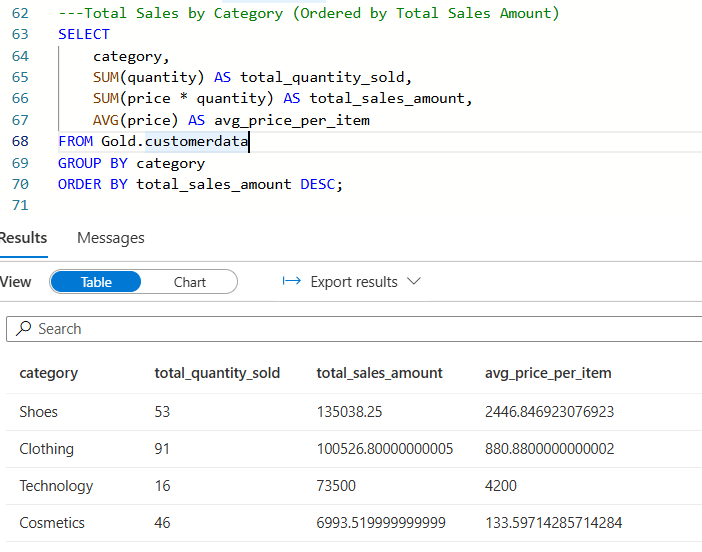 62 ---Total Sales by Category (Ordered by Total Sales Amount)
63 SELECT
64 category,
65 SUM(quantity) AS total_quantity_sold,
66 SUM(price * quantity) AS total_sales_amount,
67 AVG(price) AS avg_price_per_item
68 FROM Gold.customerdata
69 GROUP BY category
70 ORDER BY total_sales_amount DESC;
71
Results Messages
View Table Chart Export results
Search
category total_quantity_sold total_sales_amount avg_price_per_item
Shoes 53 135038.25 2446.846923076923
Clothing 91 100526.80000000005 880.8800000000002
Technology 16 73500 4200
Cosmetics 46 6993.519999999999 133.59714285714284